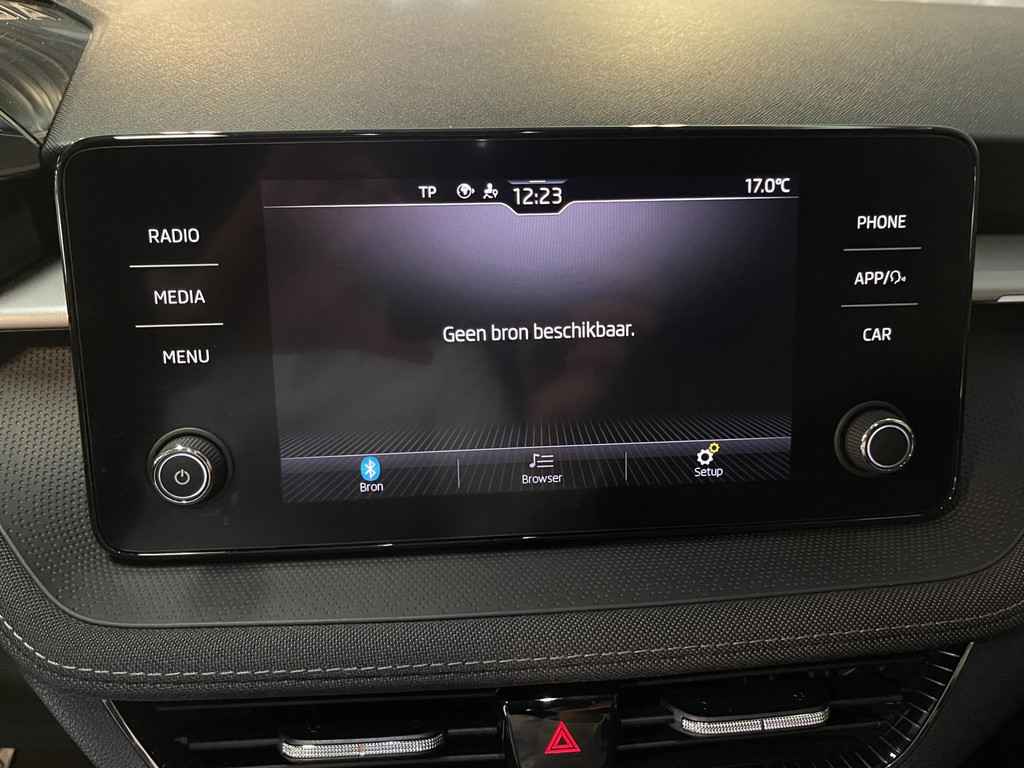 TP 12:23 17.0°C
RADIO
MEDIA
MENU
Geen bron beschikbaar.
PHONE
APP/
CAR
Bron
Browser
Setup